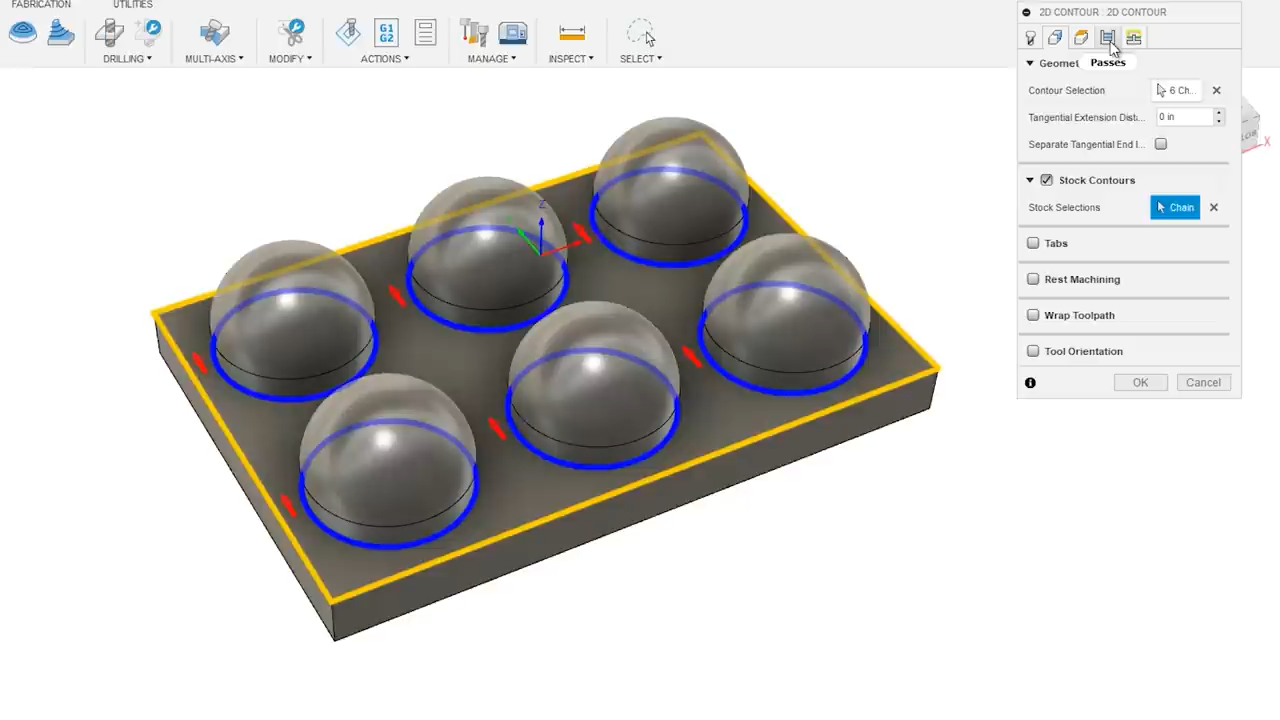 FABRICATION
UTILITIES
G1
G2
DRILLING ▾
MULTI-AXIS ▾
MODIFY ▾
ACTIONS ▾
MANAGE ▾
INSPECT ▾
SELECT ▾
2D CONTOUR : 2D CONTOUR
Geomet
Passes
Contour Selection
6 Ch...
Tangential Extension Dist...
0 in
Separate Tangential End I...
Stock Contours
Stock Selections
Chain
Tabs
Rest Machining
Wrap Toolpath
Tool Orientation
OK
Cancel
Z
X